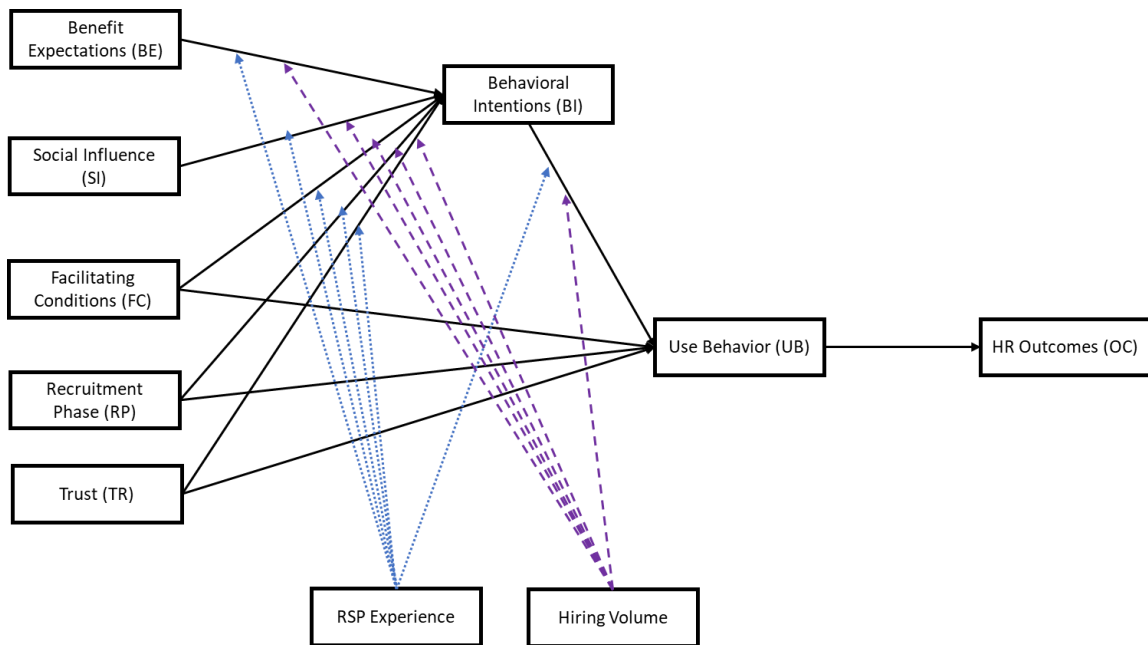 Benefit
Expectations (BE)
Behavioral
Intentions (BI)
Social Influence
(SI)
Facilitating
Conditions (FC)
Use Behavior (UB)
HR Outcomes (OC)
Recruitment
Phase (RP)
Trust (TR)
RSP Experience
Hiring Volume